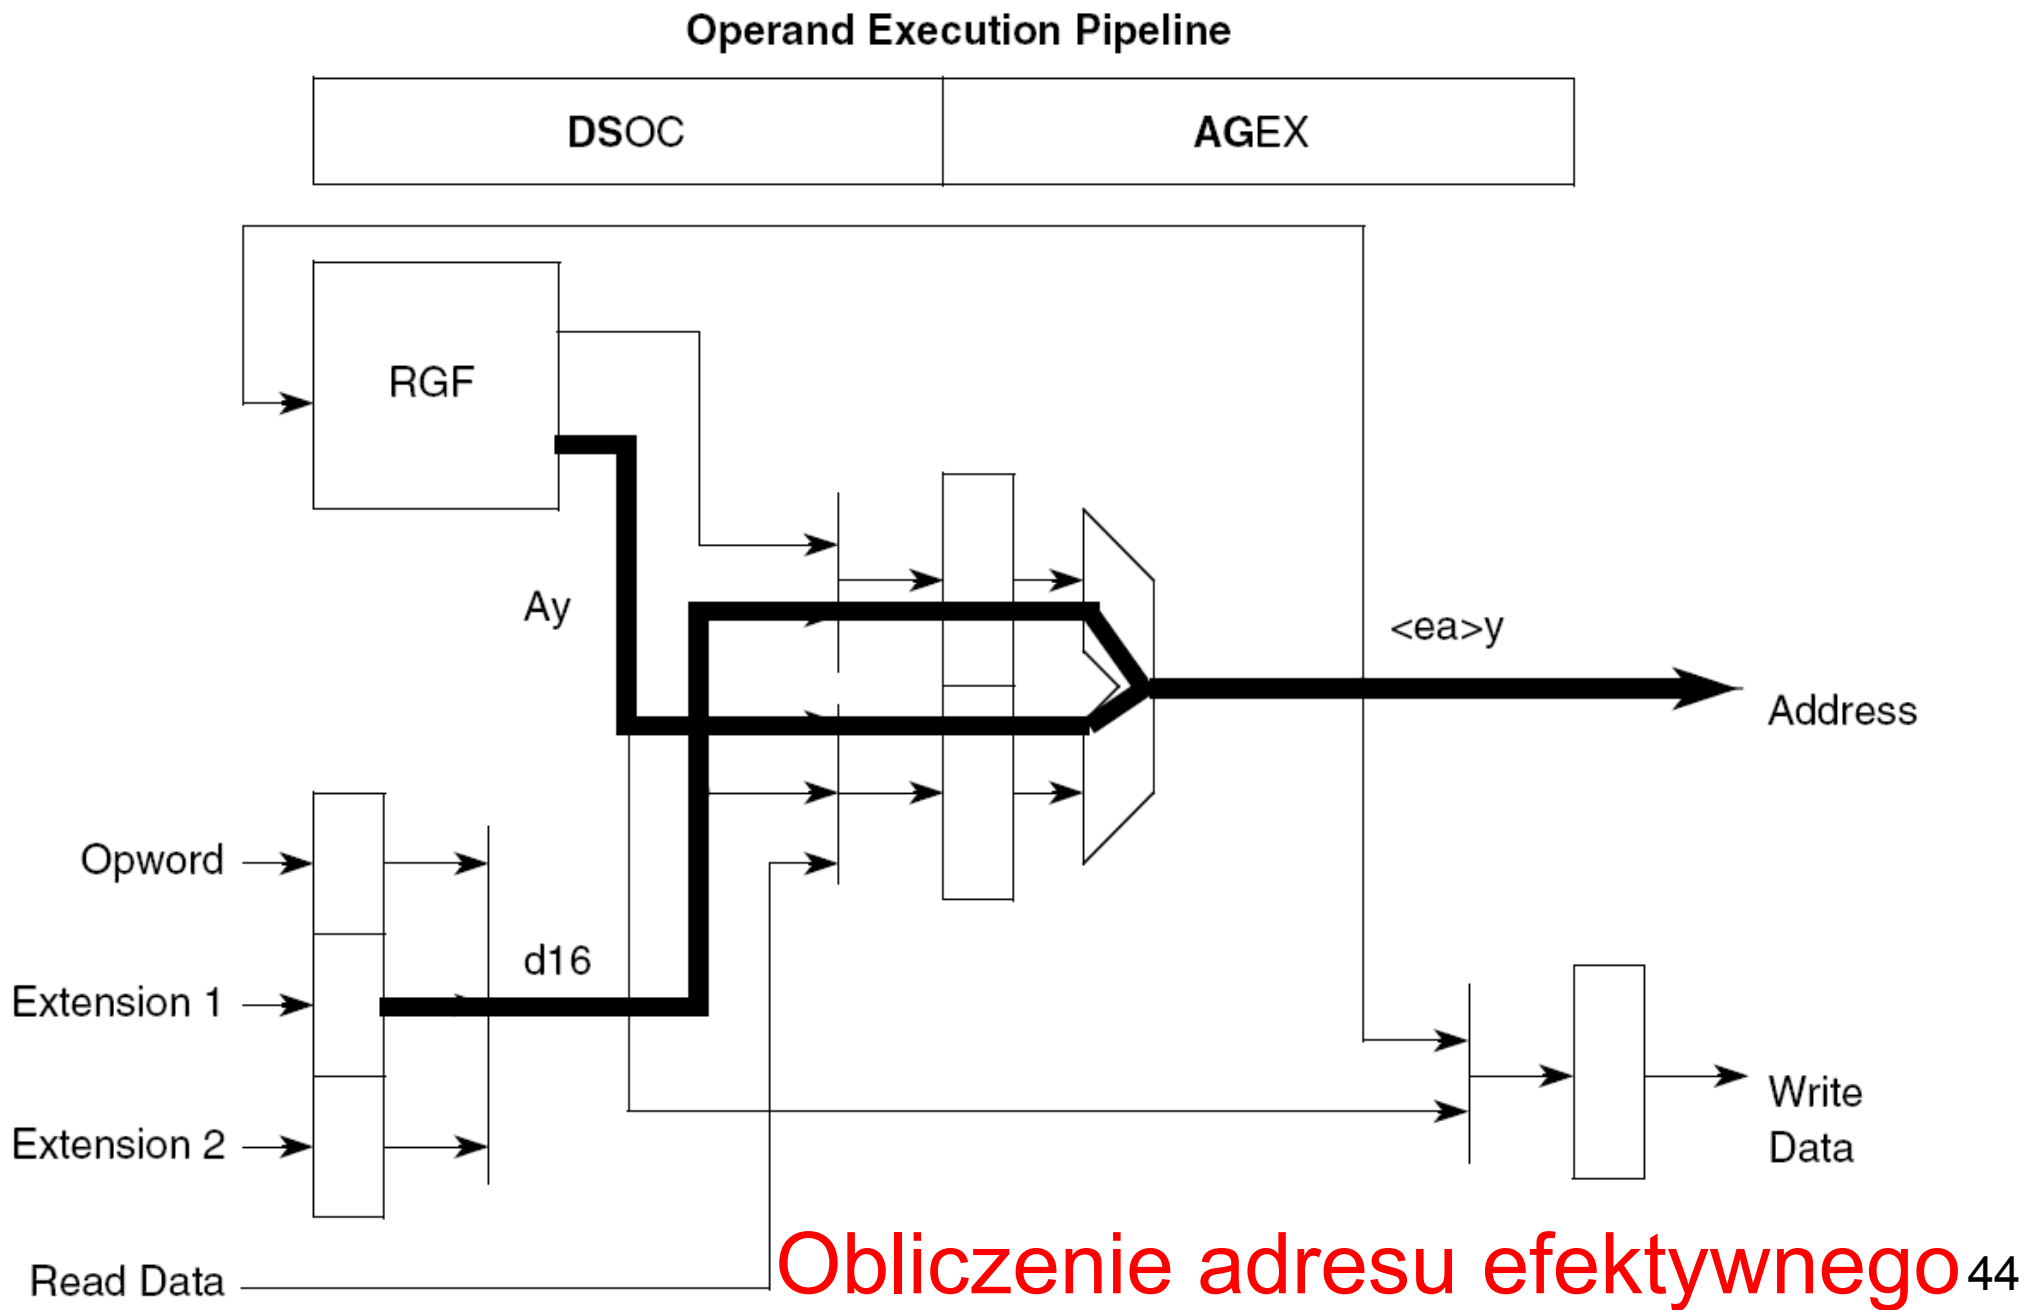 Operand Execution Pipeline
DSOC
AGEX
RGF
Ay
<ea>y
Address
Opword
d16
Extension 1
Extension 2
Write
Data
Read Data
Obliczenie adresu efektywnego
44